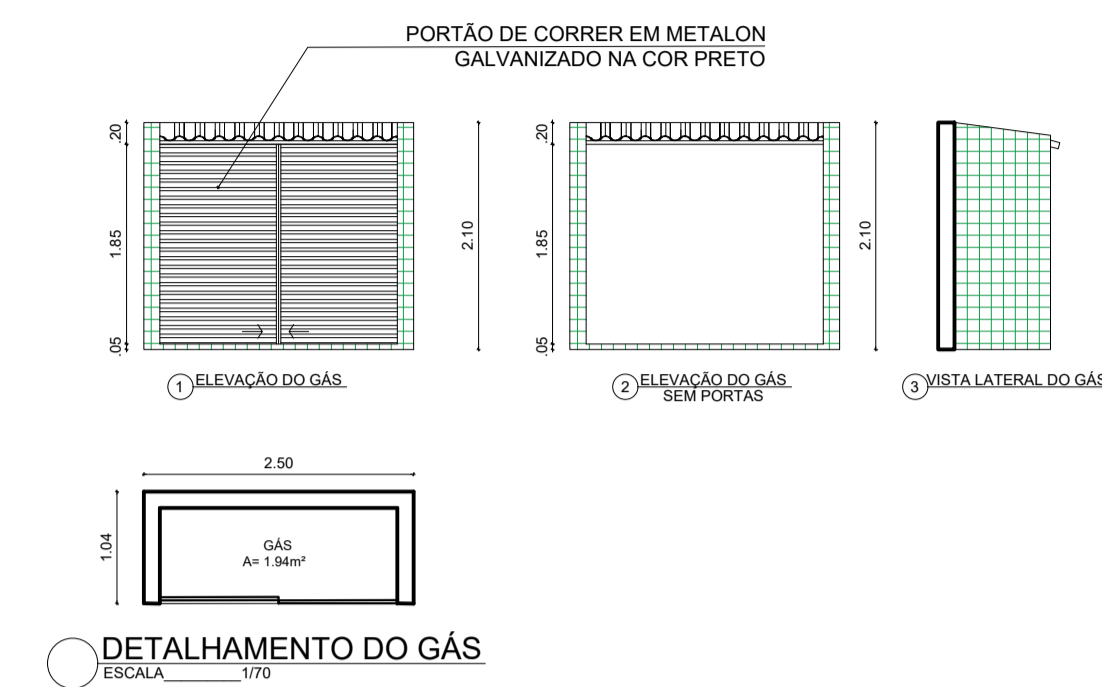 PORTÃO DE CORRER EM METALON
GALVANIZADO NA COR PRETO
.20
1.85
.05
2.10
1 ELEVAÇÃO DO GÁS
.20
1.85
.05
2.10
2 ELEVAÇÃO DO GÁS
SEM PORTAS
3 VISTA LATERAL DO GÁS
2.50
1.04
GÁS
A= 1.94m²
DETALHAMENTO DO GÁS
ESCALA__________1/70